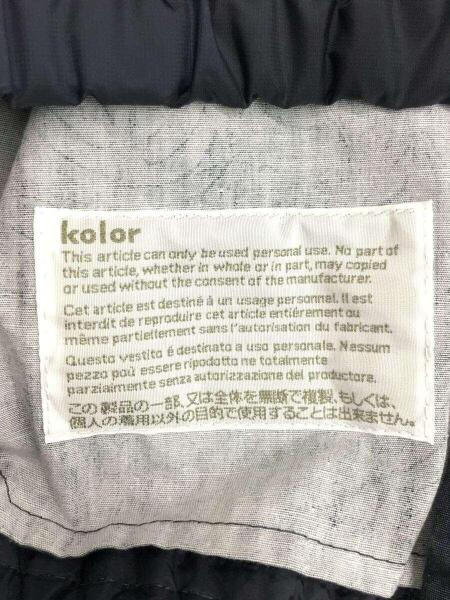 kolor
This article can only be used personal use. No part of
this article, whether in whole or in part, may copied
or used without the consent of the manufacturer.
Cet article est destiné à un usage personnel. Il est
interdit de reproduire cet article entiérement ou
même partiellement sans l'autorisation du fabricant.
Questo vestito é destinato a uso personale. Nessum
pezzo poù essere ripodotto ne totalmente
parzialmente senza autorizzazione del productore.
この製品の一部、又は全体を無断で複製、もしくは、
個人の着用以外の目的で使用することは出来ません。